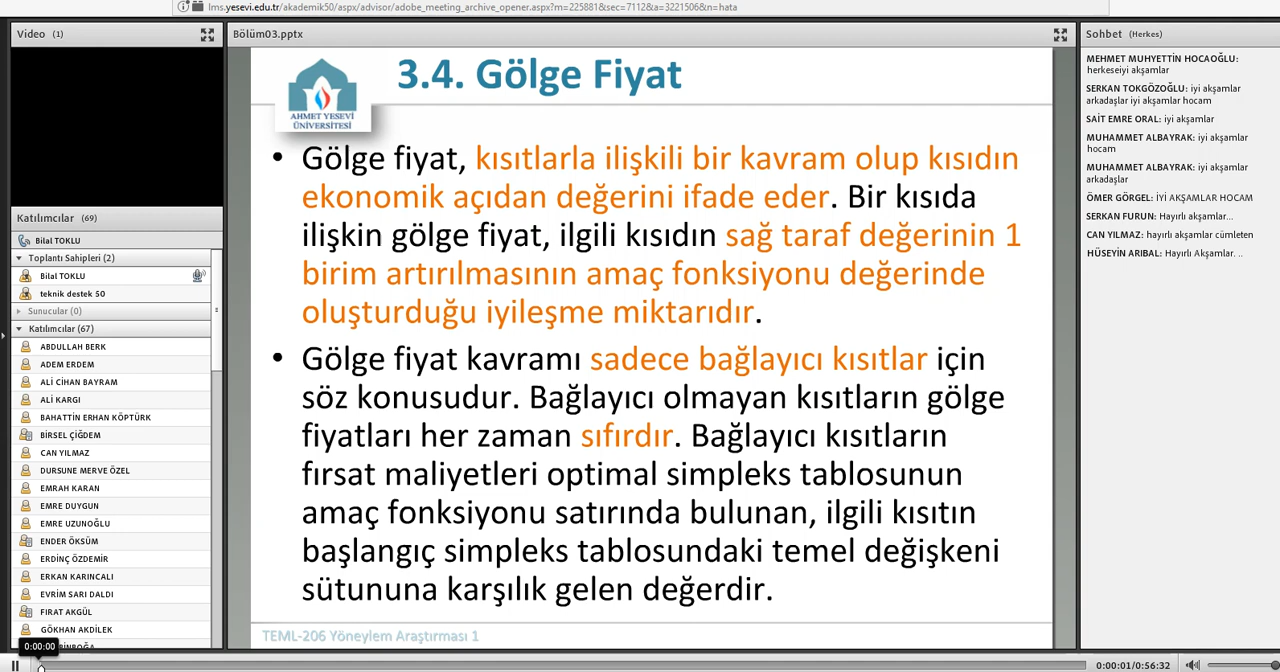 lms.yesevi.edu.tr/akademik50/aspx/advisor/adobe_meeting_archive_opener.aspx?m=225881&sec=7112&a=3221506&n=hata
Video (1)
Katılımcılar (69)
Bilal TOKLU
Toplantı Sahipleri (2)
Bilal TOKLU
teknik destek 50
Sunucular (0)
Katılımcılar (67)
ABDULLAH BERK
ADEM ERDEM
ALİ CİHAN BAYRAM
ALİ KARGI
BAHATTİN ERHAN KÖPTÜRK
BİRSEL ÇİĞDEM
CAN YILMAZ
DURSUNE MERVE ÖZEL
EMRAH KARAN
EMRE DUYGUN
EMRE UZUNOĞLU
ENDER ÖKSÜM
ERDİNÇ ÖZDEMİR
ERKAN KARINCALI
EVRİM SARI DALDI
FIRAT AKGÜL
GÖKHAN AKDİLEK
0:00:00
Bölüm03.pptx
AHMET YESEVİ
ÜNİVERSİTESİ
3.4. Gölge Fiyat
• Gölge fiyat, kısıtlarla ilişkili bir kavram olup kısıdın
ekonomik açıdan değerini ifade eder. Bir kısıda
ilişkin gölge fiyat, ilgili kısıdın sağ taraf değerinin 1
birim artırılmasının amaç fonksiyonu değerinde
oluşturduğu iyileşme miktarıdır.
• Gölge fiyat kavramı sadece bağlayıcı kısıtlar için
söz konusudur. Bağlayıcı olmayan kısıtların gölge
fiyatları her zaman sıfırdır. Bağlayıcı kısıtların
fırsat maliyetleri optimal simpleks tablosunun
amaç fonksiyonu satırında bulunan, ilgili kısıtın
başlangıç simpleks tablosundaki temel değişkeni
sütununa karşılık gelen değerdir.
TEML-206 Yöneylem Araştırması 1
Sohbet (Herkes)
MEHMET MUHYETTİN HOCAOĞLU:
herkeseiyi akşamlar
SERKAN TOKGÖZOĞLU: iyi akşamlar
arkadaşlar iyi akşamlar hocam
SAİT EMRE ORAL: iyi akşamlar
MUHAMMET ALBAYRAK: iyi akşamlar
hocam
MUHAMMET ALBAYRAK: iyi akşamlar
arkadaşlar
ÖMER GÖRGEL: İYİ AKŞAMLAR HOCAM
SERKAN FURUN: Hayırlı akşamlar...
CAN YILMAZ: hayırlı akşamlar cümleten
HÜSEYİN ARIBAL: Hayırlı Akşamlar. ..
0:00:01/0:56:32